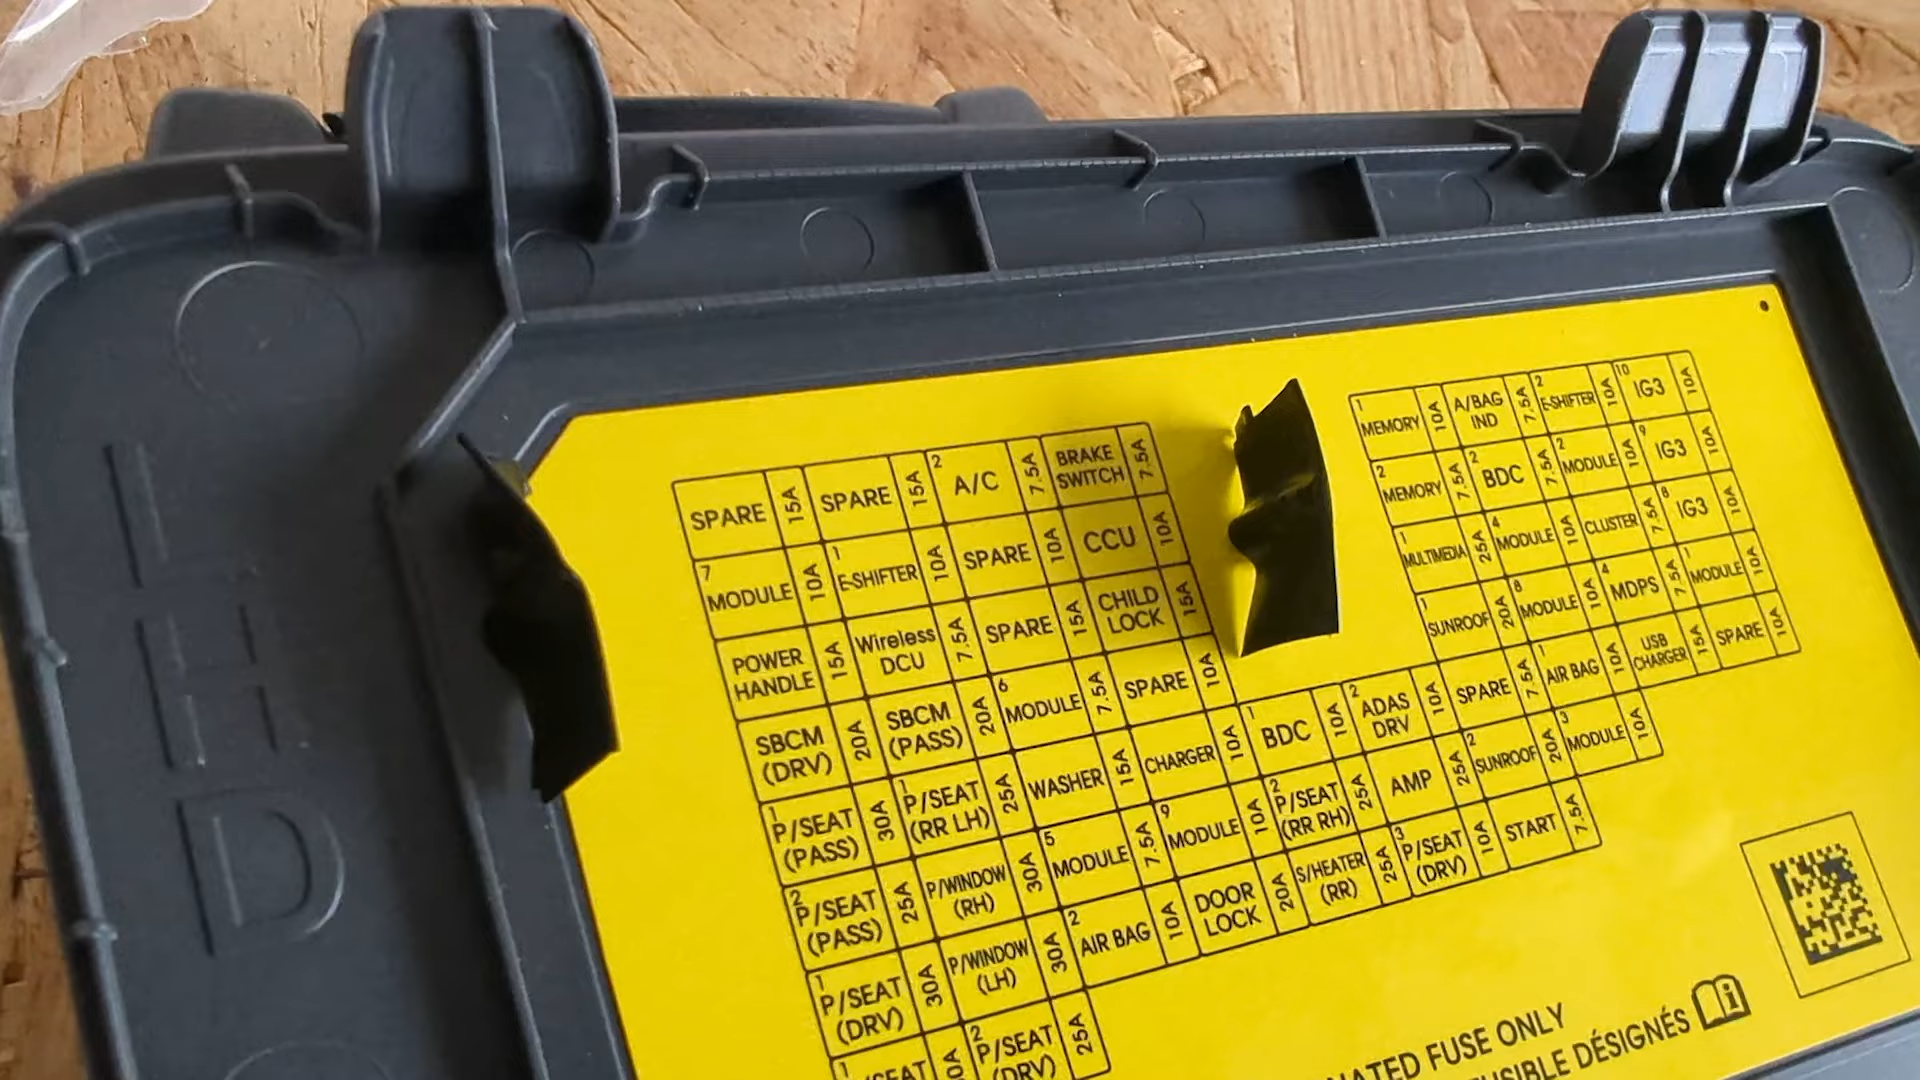 LHD
SPARE 15A SPARE 15A 2 A/C 7.5A BRAKE SWITCH 7.5A
7 MODULE 10A 1 E-SHIFTER 10A SPARE 10A CCU 10A
POWER HANDLE 15A Wireless DCU 7.5A SPARE 15A CHILD LOCK 15A
SBCM (DRV) 20A SBCM (PASS) 20A 6 MODULE 7.5A SPARE 10A
1 P/SEAT (PASS) 30A 1 P/SEAT (RR LH) 25A WASHER 15A CHARGER 10A 1 BDC 10A 2 ADAS DRV 10A SPARE 7.5A 1 AIR BAG 10A USB CHARGER 15A SPARE 10A
2 P/SEAT (PASS) 25A P/WINDOW (RH) 30A 5 MODULE 7.5A 9 MODULE 10A 2 P/SEAT (RR RH) 25A AMP 25A 2 SUNROOF 20A 3 MODULE 10A
1 P/SEAT (DRV) 30A P/WINDOW (LH) 30A 2 AIR BAG 10A DOOR LOCK 20A S/HEATER (RR) 25A 3 P/SEAT (DRV) 10A START 7.5A
1 2 P/SEAT (DRV) 25A
1 MEMORY 10A A/BAG IND 7.5A 2 E-SHIFTER 10A 10 IG3 10A
2 MEMORY 7.5A 2 BDC 7.5A 2 MODULE 10A 9 IG3 10A
1 MULTIMEDIA 25A 4 MODULE 10A CLUSTER 7.5A 8 IG3 10A
1 SUNROOF 20A 8 MODULE 10A 4 MDPS 7.5A 1 MODULE 10A
FUSE ONLY
DÉSIGNÉS